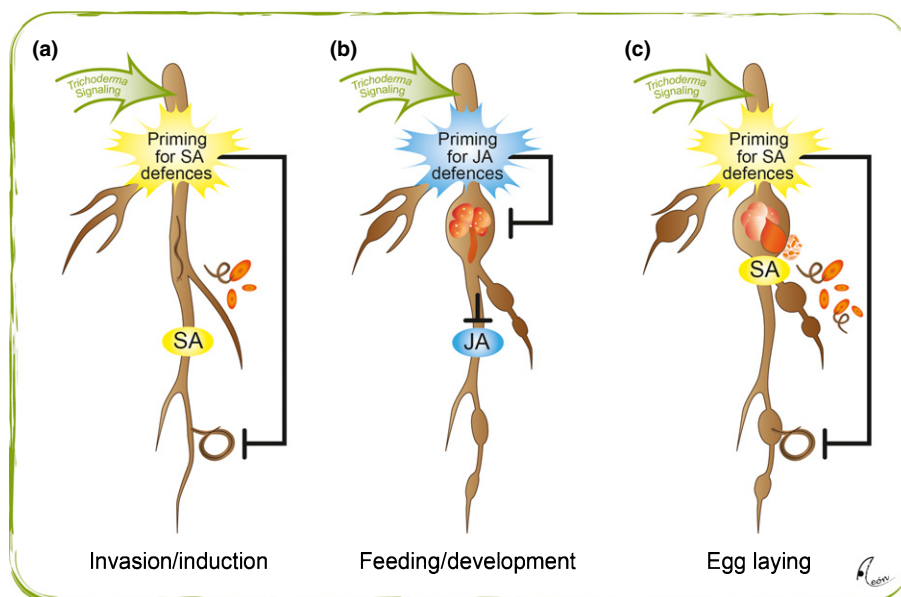 (a)
Trichoderma
Signaling
Priming
for SA
defences
SA
Invasion/induction
(b)
Trichoderma
Signaling
Priming
for JA
defences
JA
Feeding/development
(c)
Trichoderma
Signaling
Priming
for SA
defences
SA
Egg laying